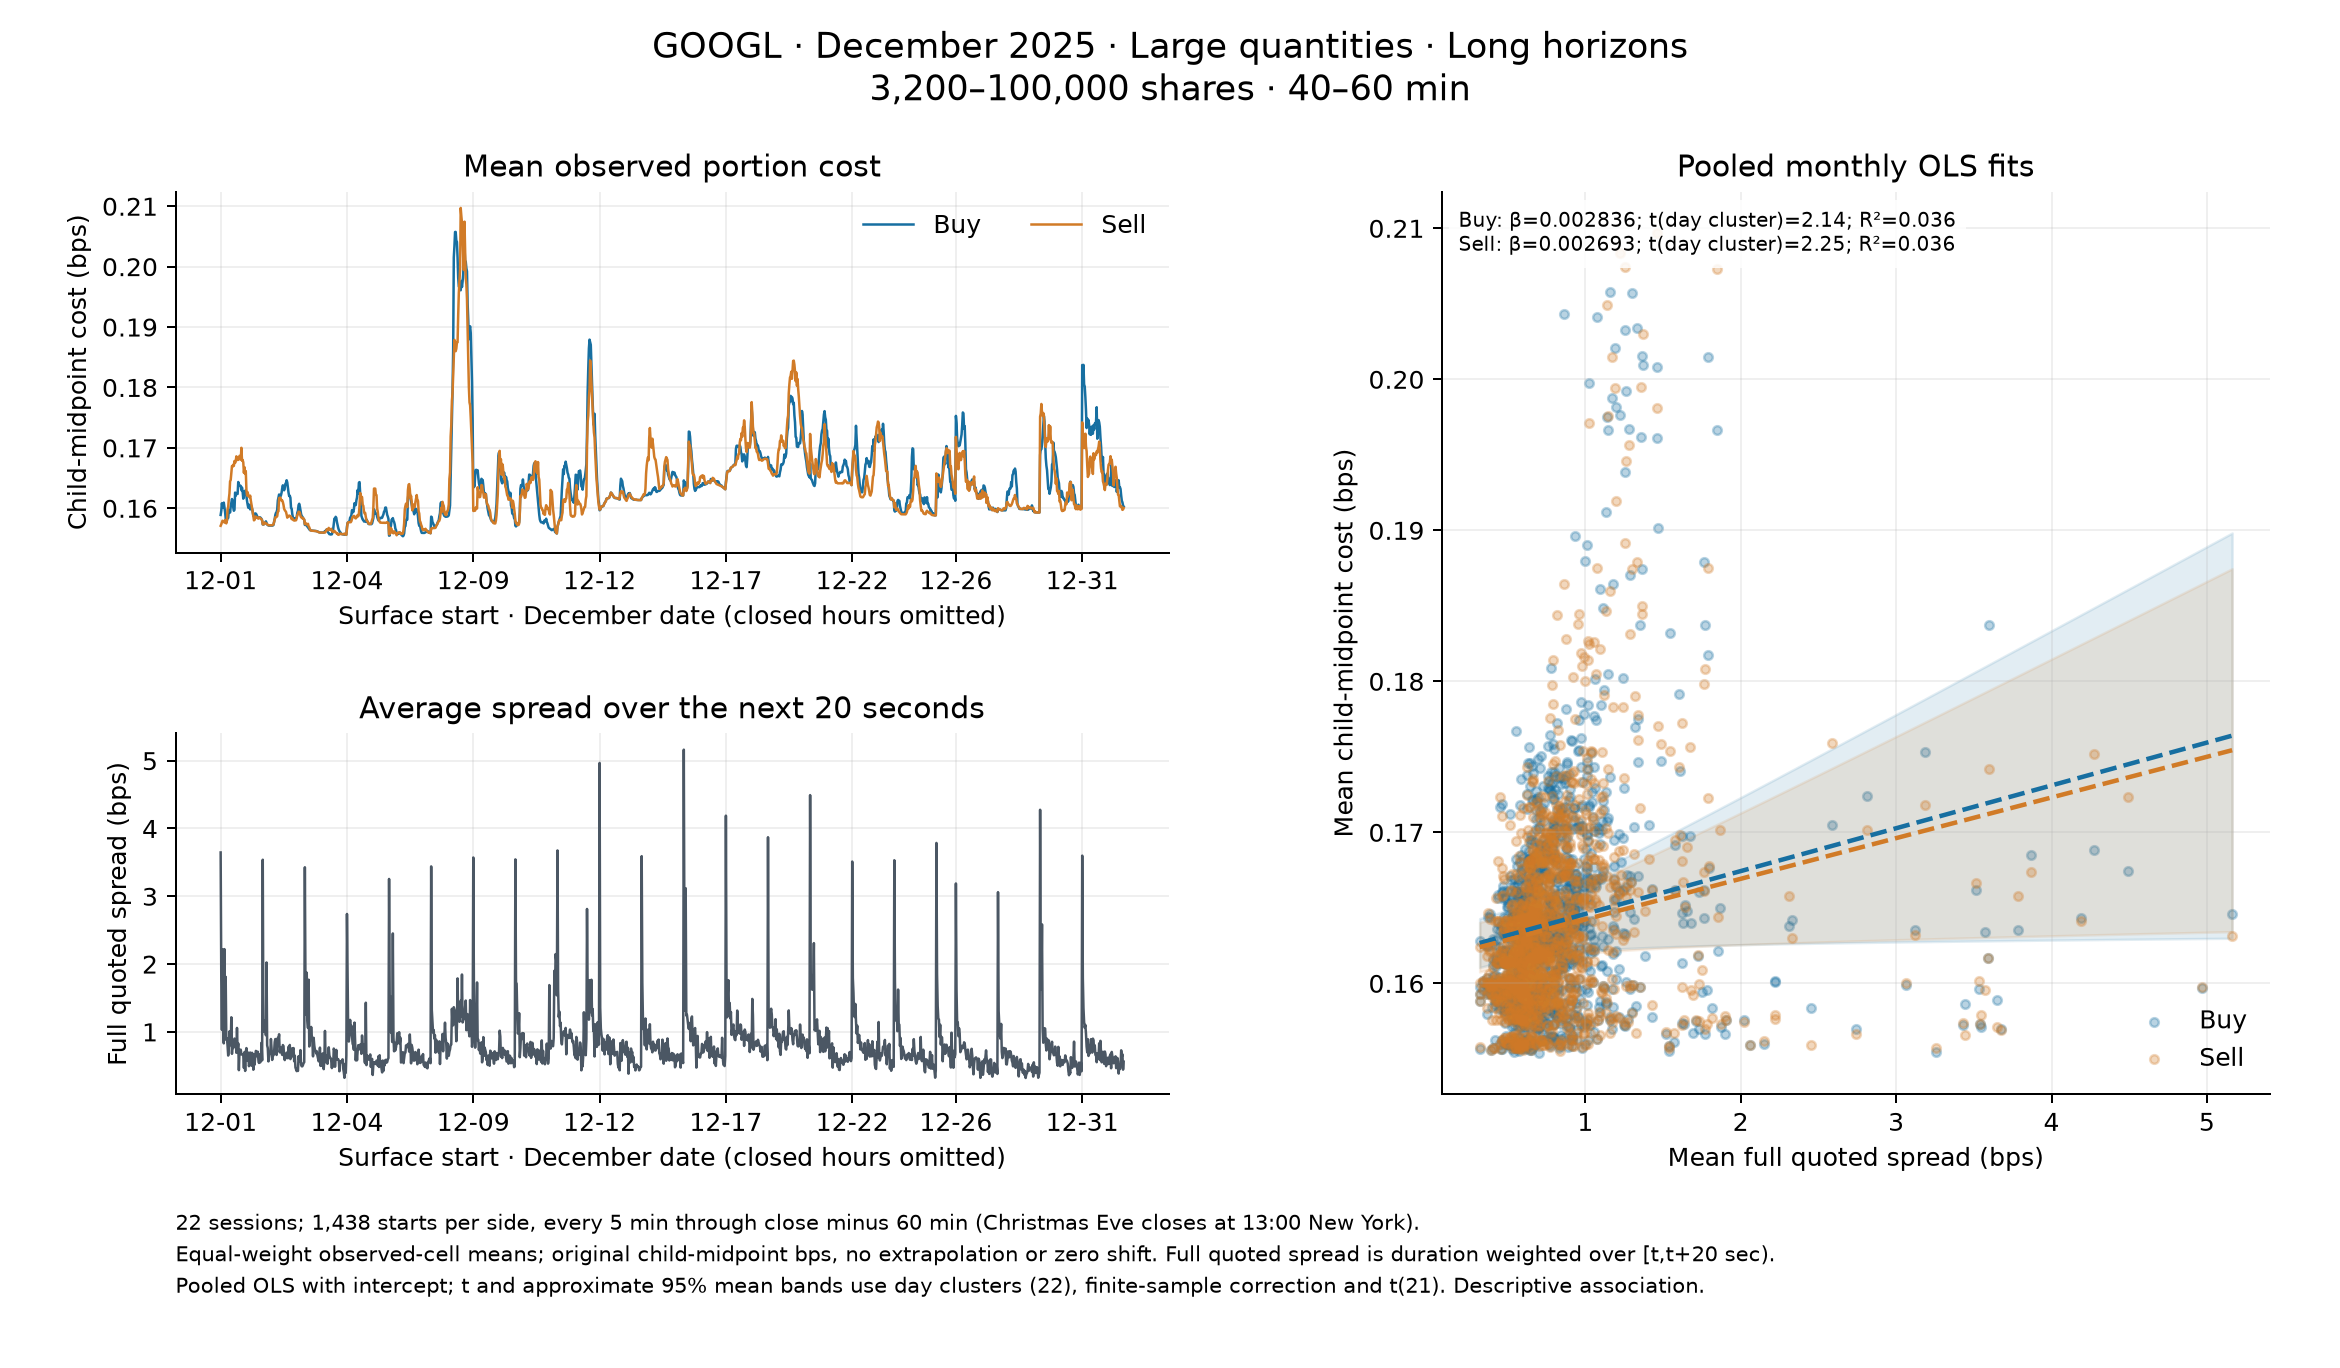 GOOGL · December 2025 · Large quantities · Long horizons
3,200–100,000 shares · 40–60 min
Mean observed portion cost
Child-midpoint cost (bps)
0.21
0.20
0.19
0.18
0.17
0.16
Buy
Sell
12-01
12-04
12-09
12-12
12-17
12-22
12-26
12-31
Surface start · December date (closed hours omitted)
Average spread over the next 20 seconds
Full quoted spread (bps)
5
4
3
2
1
12-01
12-04
12-09
12-12
12-17
12-22
12-26
12-31
Surface start · December date (closed hours omitted)
Pooled monthly OLS fits
Buy: β=0.002836; t(day cluster)=2.14; R²=0.036
Sell: β=0.002693; t(day cluster)=2.25; R²=0.036
Mean child-midpoint cost (bps)
0.21
0.20
0.19
0.18
0.17
0.16
Buy
Sell
1
2
3
4
5
Mean full quoted spread (bps)
22 sessions; 1,438 starts per side, every 5 min through close minus 60 min (Christmas Eve closes at 13:00 New York).
Equal-weight observed-cell means; original child-midpoint bps, no extrapolation or zero shift. Full quoted spread is duration weighted over [t,t+20 sec).
Pooled OLS with intercept; t and approximate 95% mean bands use day clusters (22), finite-sample correction and t(21). Descriptive association.